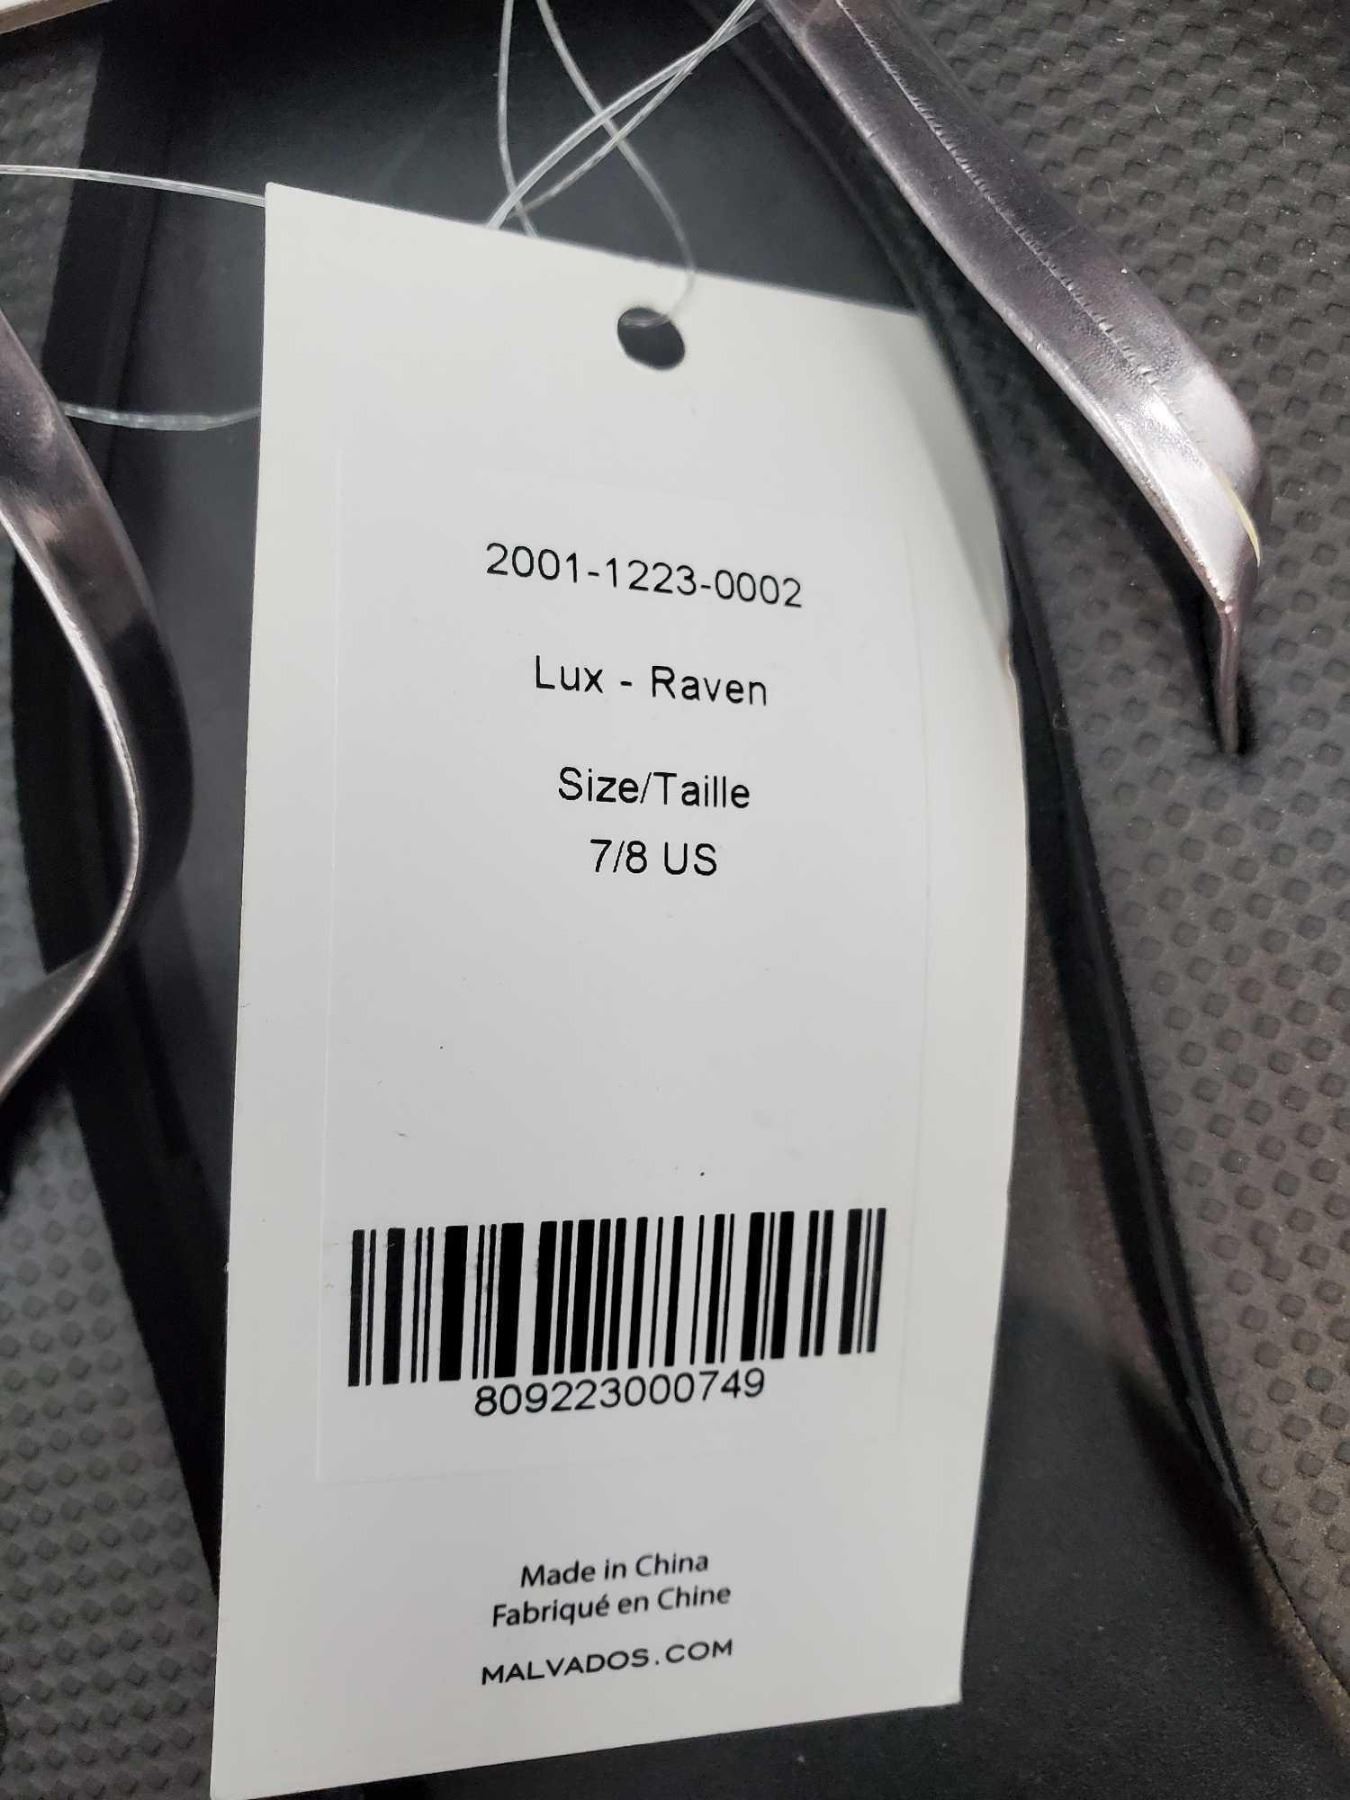 2001-1223-0002
Lux - Raven
Size/Taille
7/8 US
809223000749
Made in China
Fabriqué en Chine
MALVADOS.COM